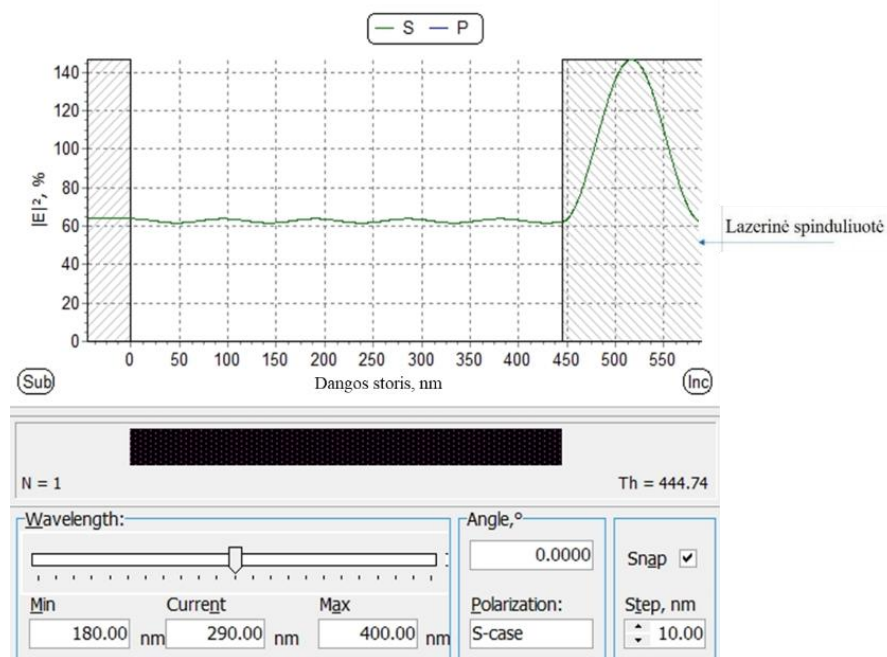 S P
|E|², %
140
120
100
80
60
40
20
0
0 50 100 150 200 250 300 350 400 450 500 550
Lazerinė spinduliuotė
Sub Dangos storis, nm Inc
N = 1 Th = 444.74
Wavelength:
Min Current Max
180.00 nm 290.00 nm 400.00 nm
Angle,°
0.0000
Polarization:
S-case
Snap
Step, nm
10.00